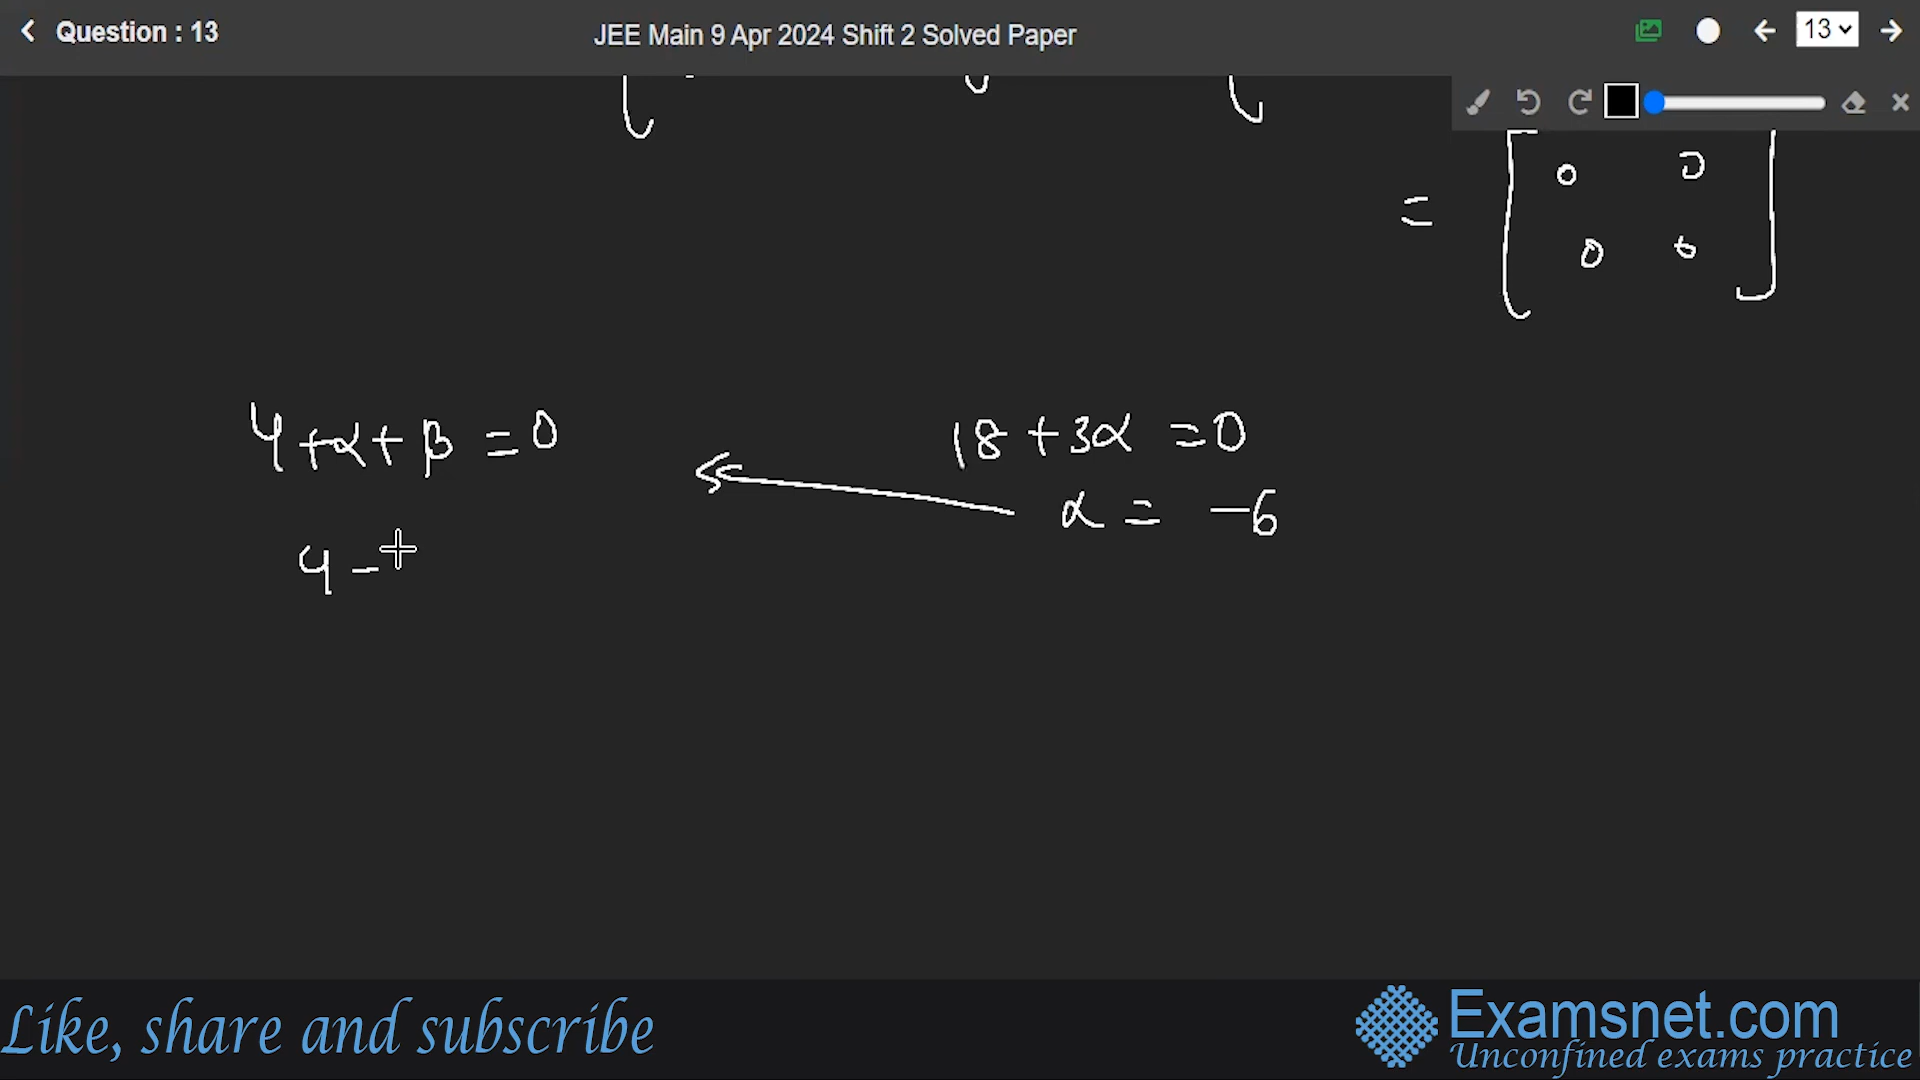 Question : 13
JEE Main 9 Apr 2024 Shift 2 Solved Paper
13
= [ 0 0
0 0 ]
4+α+β=0
18+3α=0
α = -6
4 -
Like, share and subscribe
Examsnet.com
Unconfined exams practice